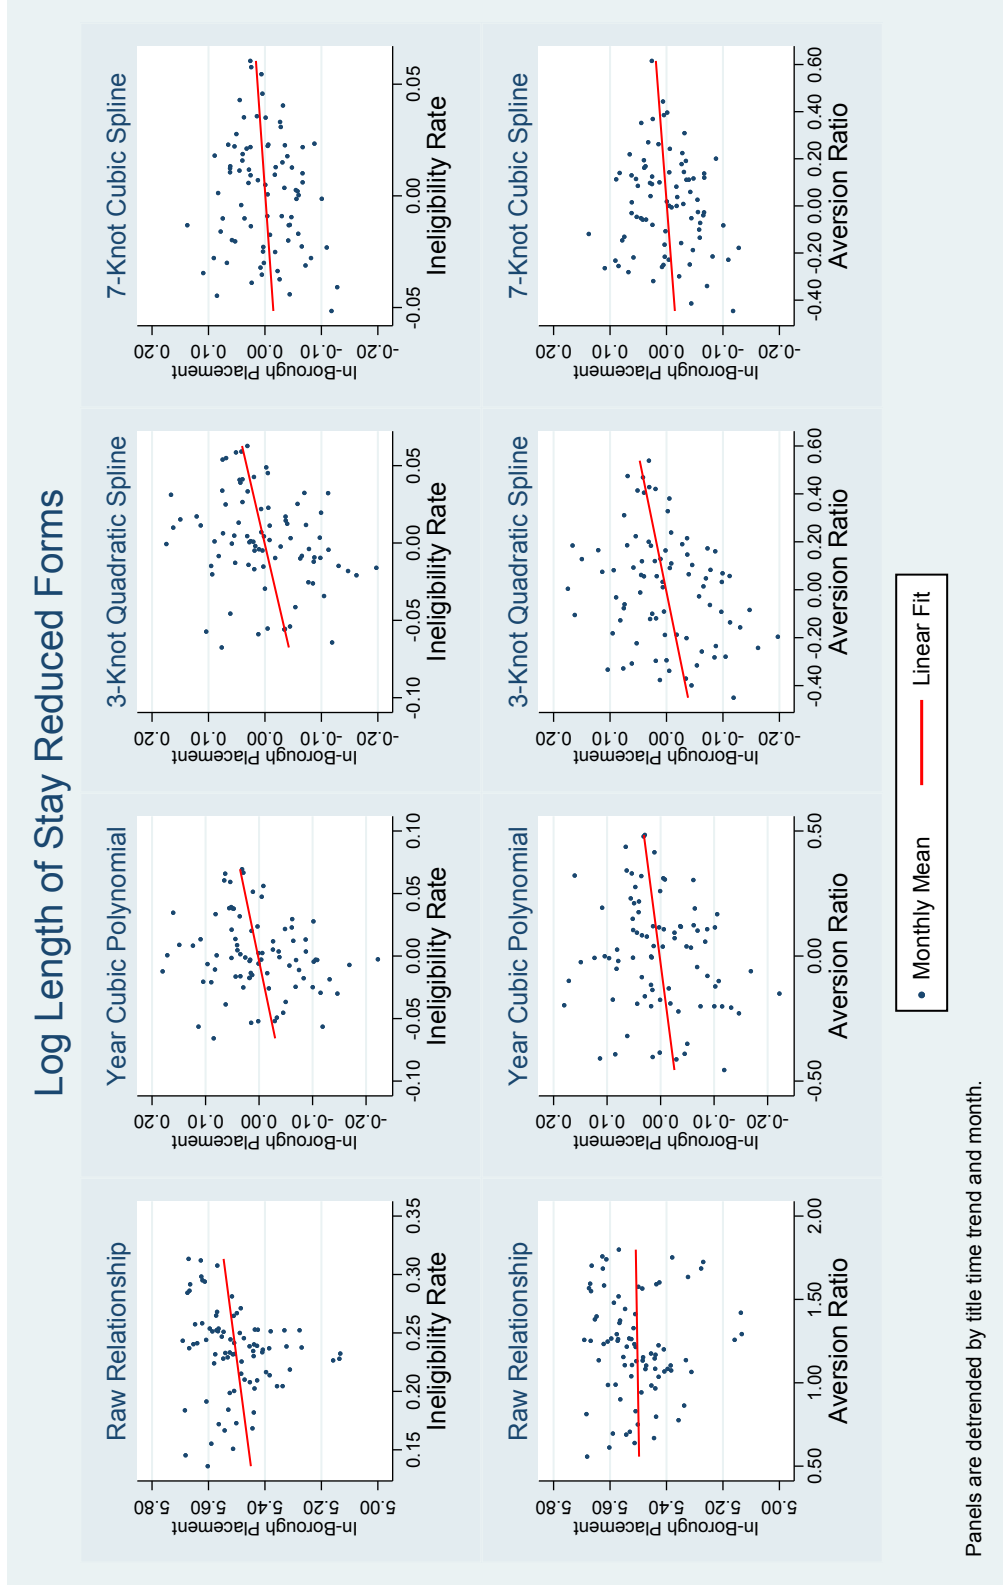 Log Length of Stay Reduced Forms
Raw Relationship
In-Borough Placement
5.00 5.20 5.40 5.60 5.80
0.15 0.20 0.25 0.30 0.35
Ineligibility Rate
Year Cubic Polynomial
In-Borough Placement
-0.20 -0.10 0.00 0.10 0.20
-0.10 -0.05 0.00 0.05 0.10
Ineligibility Rate
3-Knot Quadratic Spline
In-Borough Placement
-0.20 -0.10 0.00 0.10 0.20
-0.10 -0.05 0.00 0.05
Ineligibility Rate
7-Knot Cubic Spline
In-Borough Placement
-0.20 -0.10 0.00 0.10 0.20
-0.05 0.00 0.05
Ineligibility Rate
Raw Relationship
In-Borough Placement
5.00 5.20 5.40 5.60 5.80
0.50 1.00 1.50 2.00
Aversion Ratio
Year Cubic Polynomial
In-Borough Placement
-0.20 -0.10 0.00 0.10 0.20
-0.50 0.00 0.50
Aversion Ratio
3-Knot Quadratic Spline
In-Borough Placement
-0.20 -0.10 0.00 0.10 0.20
-0.40 -0.20 0.00 0.20 0.40 0.60
Aversion Ratio
7-Knot Cubic Spline
In-Borough Placement
-0.20 -0.10 0.00 0.10 0.20
-0.40 -0.20 0.00 0.20 0.40 0.60
Aversion Ratio
Monthly Mean Linear Fit
Panels are detrended by title time trend and month.